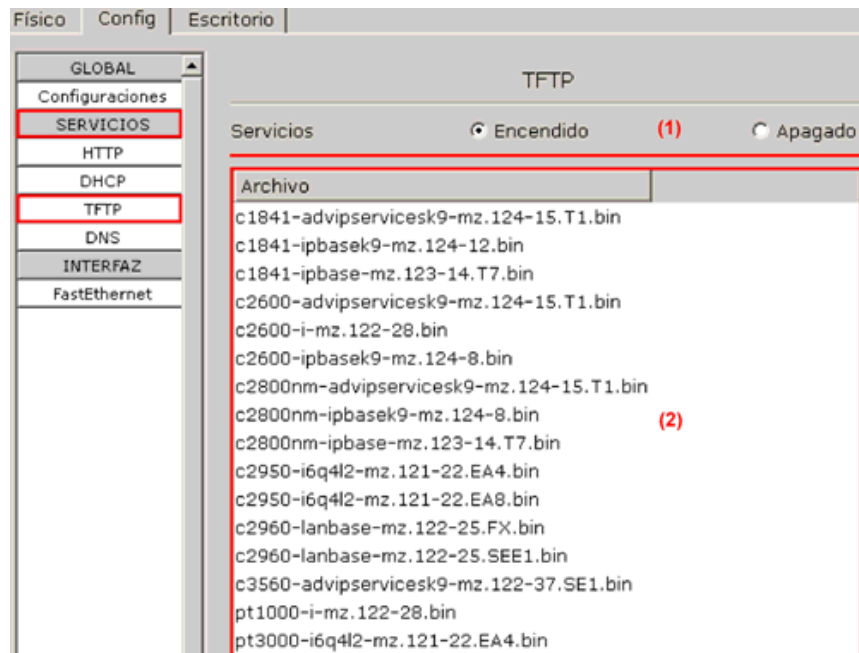 Físico Config Escritorio
GLOBAL
Configuraciones
SERVICIOS
HTTP
DHCP
TFTP
DNS
INTERFAZ
FastEthernet
TFTP
Servicios Encendido (1) Apagado
Archivo
c1841-advipservicesk9-mz.124-15.T1.bin
c1841-ipbasek9-mz.124-12.bin
c1841-ipbase-mz.123-14.T7.bin
c2600-advipservicesk9-mz.124-15.T1.bin
c2600-i-mz.122-28.bin
c2600-ipbasek9-mz.124-8.bin
c2800nm-advipservicesk9-mz.124-15.T1.bin
c2800nm-ipbasek9-mz.124-8.bin (2)
c2800nm-ipbase-mz.123-14.T7.bin
c2950-i6q4l2-mz.121-22.EA4.bin
c2950-i6q4l2-mz.121-22.EA8.bin
c2960-lanbase-mz.122-25.FX.bin
c2960-lanbase-mz.122-25.SEE1.bin
c3560-advipservicesk9-mz.122-37.SE1.bin
pt1000-i-mz.122-28.bin
pt3000-i6q4l2-mz.121-22.EA4.bin